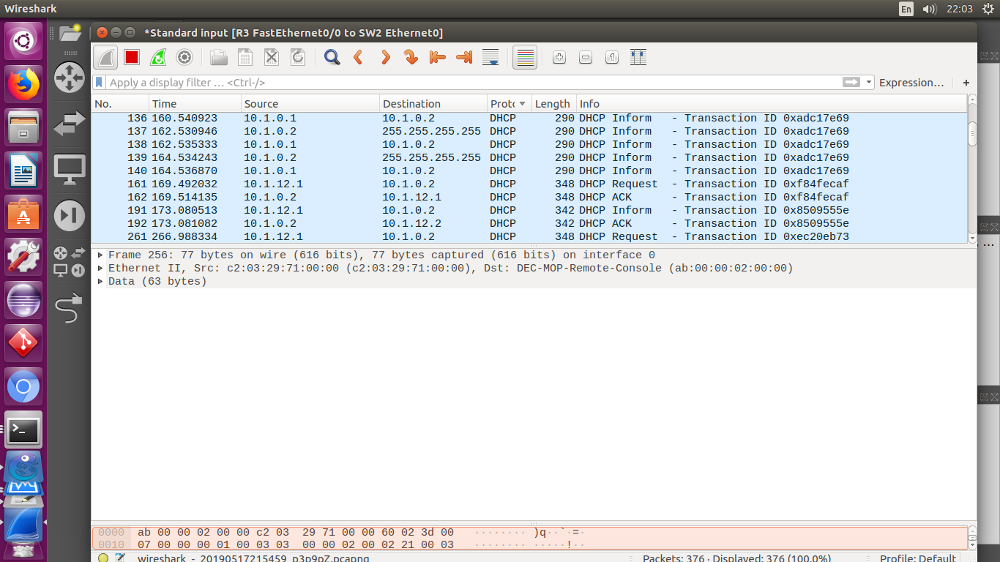 Wireshark
En
22:03
*Standard input [R3 FastEthernet0/0 to SW2 Ethernet0]
Apply a display filter … <Ctrl-/>
Expression…
+
No. Time Source Destination Protc Length Info
136 160.540923 10.1.0.1 10.1.0.2 DHCP 290 DHCP Inform - Transaction ID 0xadc17e69
137 162.530946 10.1.0.2 255.255.255.255 DHCP 290 DHCP Inform - Transaction ID 0xadc17e69
138 162.535333 10.1.0.1 10.1.0.2 DHCP 290 DHCP Inform - Transaction ID 0xadc17e69
139 164.534243 10.1.0.2 255.255.255.255 DHCP 290 DHCP Inform - Transaction ID 0xadc17e69
140 164.536870 10.1.0.1 10.1.0.2 DHCP 290 DHCP Inform - Transaction ID 0xadc17e69
161 169.492032 10.1.12.1 10.1.0.2 DHCP 348 DHCP Request - Transaction ID 0xf84fecaf
162 169.514135 10.1.0.2 10.1.12.1 DHCP 348 DHCP ACK - Transaction ID 0xf84fecaf
191 173.080513 10.1.12.1 10.1.0.2 DHCP 342 DHCP Inform - Transaction ID 0x8509555e
192 173.081082 10.1.0.2 10.1.12.2 DHCP 342 DHCP ACK - Transaction ID 0x8509555e
261 266.988334 10.1.12.1 10.1.0.2 DHCP 348 DHCP Request - Transaction ID 0xec20eb73
Frame 256: 77 bytes on wire (616 bits), 77 bytes captured (616 bits) on interface 0
Ethernet II, Src: c2:03:29:71:00:00 (c2:03:29:71:00:00), Dst: DEC-MOP-Remote-Console (ab:00:00:02:00:00)
Data (63 bytes)
0000 ab 00 00 02 00 00 c2 03 29 71 00 00 60 02 3d 00 ········ )q··`·=·
0010 07 00 00 00 01 00 03 03 00 00 02 00 02 21 00 03 ········ ·····!··
wireshark_-_20190517215459_p3p9pZ.pcapng
Packets: 376 · Displayed: 376 (100.0%)
Profile: Default